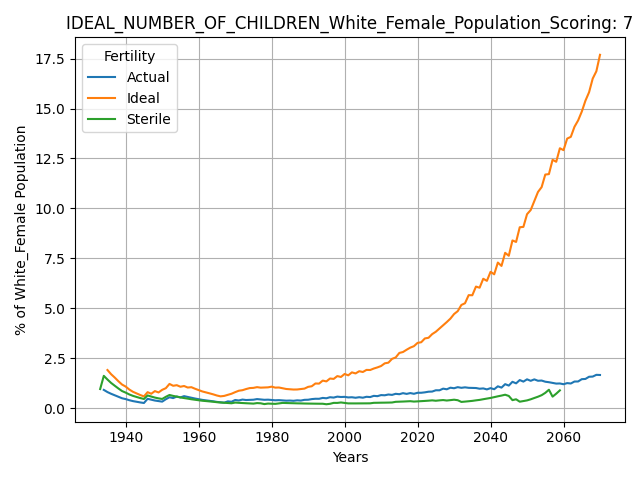 IDEAL_NUMBER_OF_CHILDREN_White_Female_Population_Scoring: 7
Fertility
Actual
Ideal
Sterile
% of White_Female Population
17.5
15.0
12.5
10.0
7.5
5.0
2.5
0.0
1940 1960 1980 2000 2020 2040 2060
Years